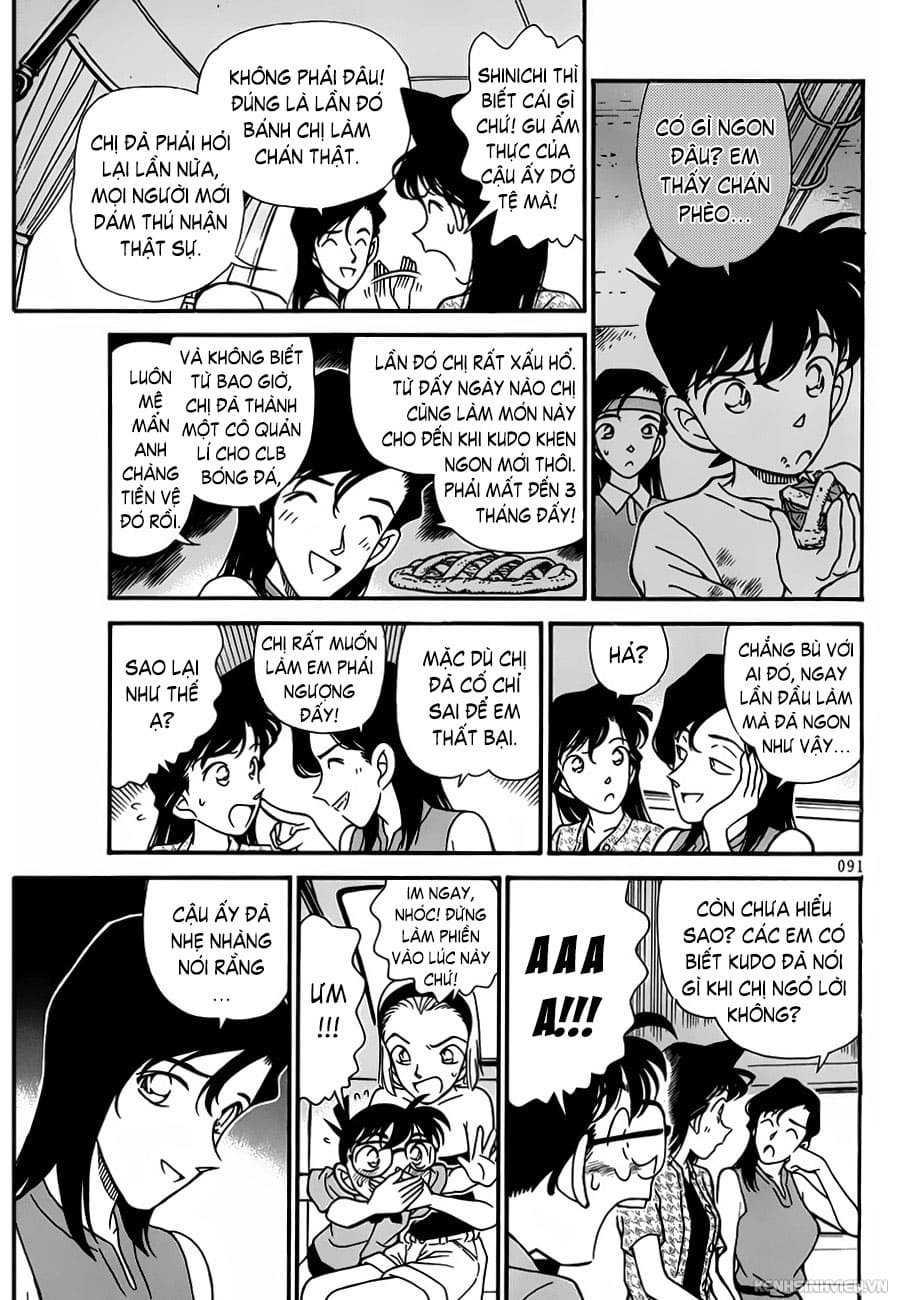 CÓ GÌ NGON
ĐÂU? EM
THẤY CHÁN
PHÈO...
SHINICHI THÌ
BIẾT CÁI GÌ
CHỨ! GU ẨM
THỰC CỦA
CẬU ẤY DỞ
TỆ MÀ!
KHÔNG PHẢI ĐÂU!
ĐÚNG LÀ LẦN ĐÓ
BÁNH CHỊ LÀM
CHÁN THẬT.
CHỊ ĐÃ PHẢI HỎI
LẠI LẦN NỮA,
MỌI NGƯỜI MỚI
DÁM THÚ NHẬN
THẬT SỰ.
LẦN ĐÓ CHỊ RẤT XẤU HỔ.
TỪ ĐẤY NGÀY NÀO CHỊ
CŨNG LÀM MÓN NÀY
CHO ĐẾN KHI KUDO KHEN
NGON MỚI THÔI.
PHẢI MẤT ĐẾN 3
THÁNG ĐẤY!
VÀ KHÔNG BIẾT
TỪ BAO GIỜ,
CHỊ ĐÃ THÀNH
MỘT CÔ QUẢN
LÍ CHO CLB
BÓNG ĐÁ,
LUÔN
MÊ
MẨN
ANH
CHÀNG
TIỀN VỆ
ĐÓ RỒI.
CHẲNG BÙ VỚI
AI ĐÓ, NGAY
LẦN ĐẦU LÀM
MÀ ĐÃ NGON
NHƯ VẬY...
HẢ?
MẶC DÙ CHỊ
ĐÃ CỐ CHỈ
SAI ĐỂ EM
THẤT BẠI.
CHỊ RẤT MUỐN
LÀM EM PHẢI
NGƯỢNG
ĐẤY!
SAO LẠI
NHƯ THẾ
Ạ?
091
CÒN CHƯA HIỂU
SAO? CÁC EM CÓ
BIẾT KUDO ĐÃ NÓI
GÌ KHI CHỊ NGỎ LỜI
KHÔNG?
AAA
A!!!
IM NGAY,
NHÓC! ĐỪNG
LÀM PHIỀN
VÀO LÚC NÀY
CHỨ!
ƯM
!!!
CẬU ẤY ĐÃ
NHẸ NHÀNG
NÓI RẰNG
...
KENHSINHVIEN.VN